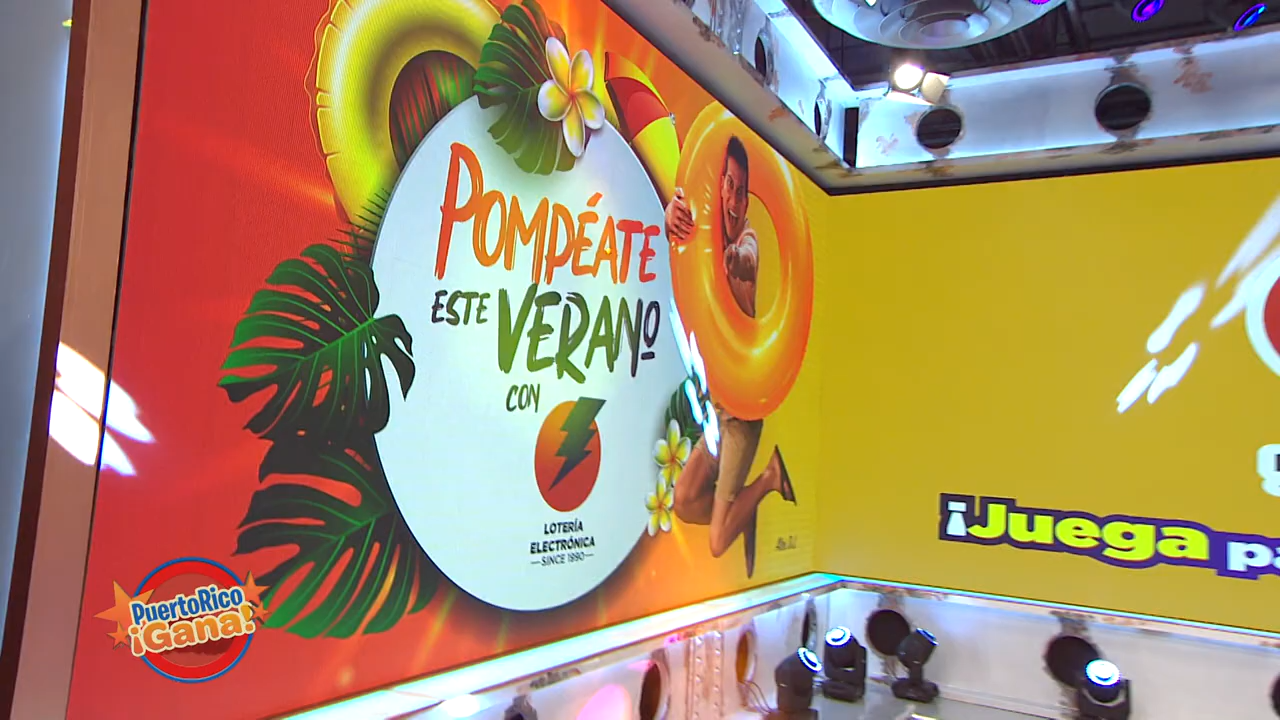 POMPÉATE
ESTE VERANO
CON
LOTERÍA
ELECTRÓNICA
SINCE 1990
¡Juega
PuertoRico
¡Gana!